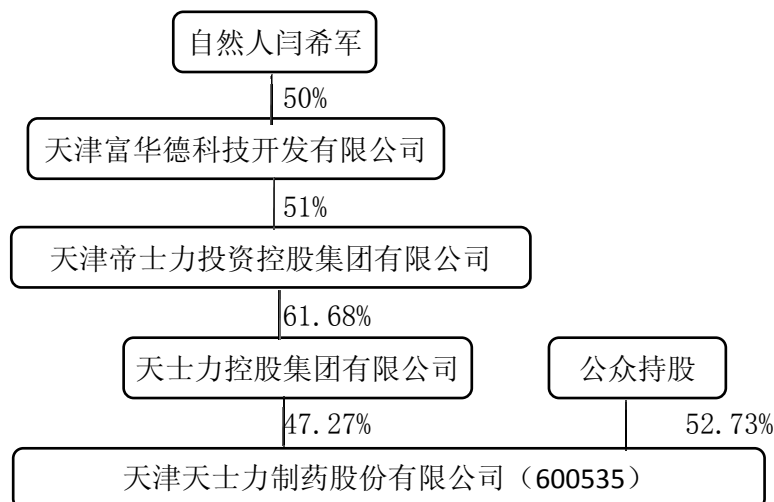 自然人闫希军
50%
天津富华德科技开发有限公司
51%
天津帝士力投资控股集团有限公司
61.68%
天士力控股集团有限公司
公众持股
47.27%
52.73%
天津天士力制药股份有限公司（600535）